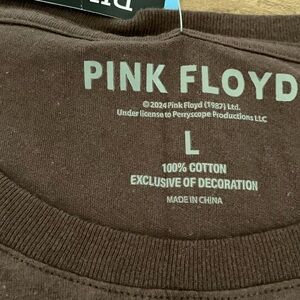 PINK FLOYD
©2024 Pink Floyd (1987) Ltd.
Under license to Perryscape Productions LLC
L
100% COTTON
EXCLUSIVE OF DECORATION
MADE IN CHINA